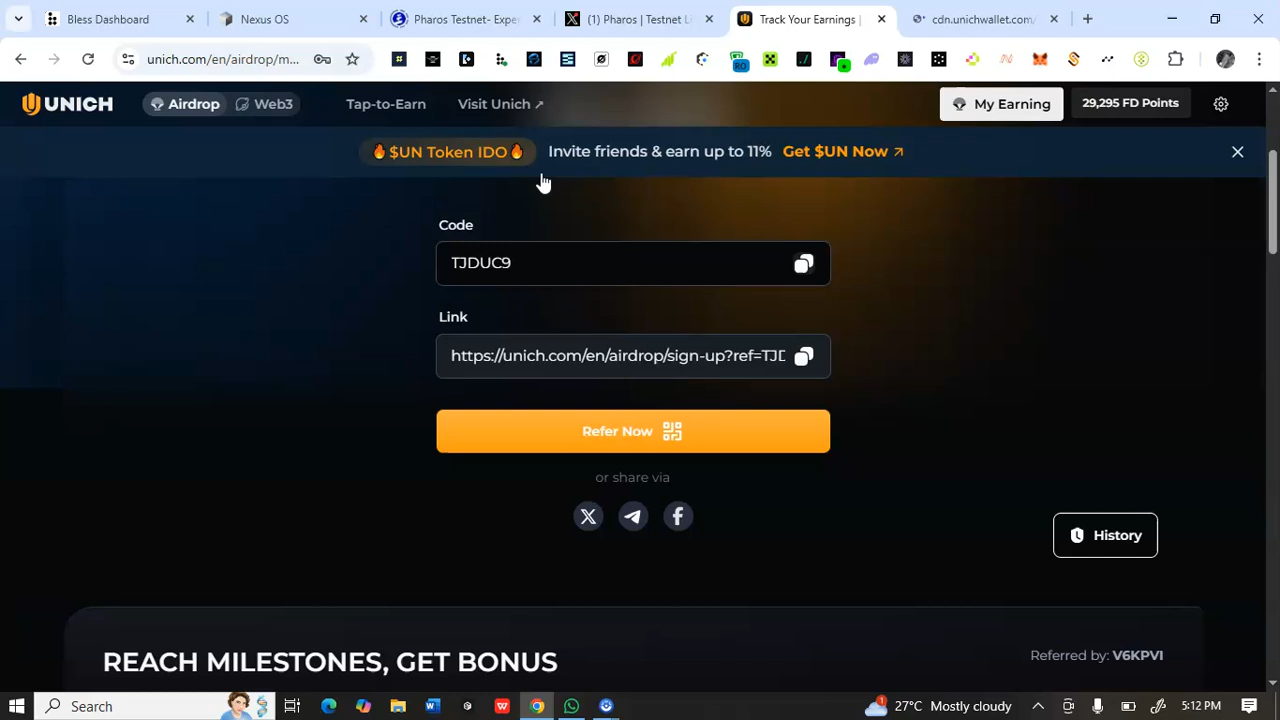 Bless Dashboard
Nexus OS
Pharos Testnet- Expe
(1) Pharos | Testnet Li
Track Your Earnings |
cdn.unichwallet.com/
unich.com/en/airdrop/m...
UNICH
Airdrop
Web3
Tap-to-Earn
Visit Unich ↗
My Earning
29,295 FD Points
🔥$UN Token IDO🔥
Invite friends & earn up to 11%
Get $UN Now ↗
Code
TJDUC9
Link
https://unich.com/en/airdrop/sign-up?ref=TJD
Refer Now
or share via
History
REACH MILESTONES, GET BONUS
Referred by: V6KPVI
Search
27°C Mostly cloudy
5:12 PM